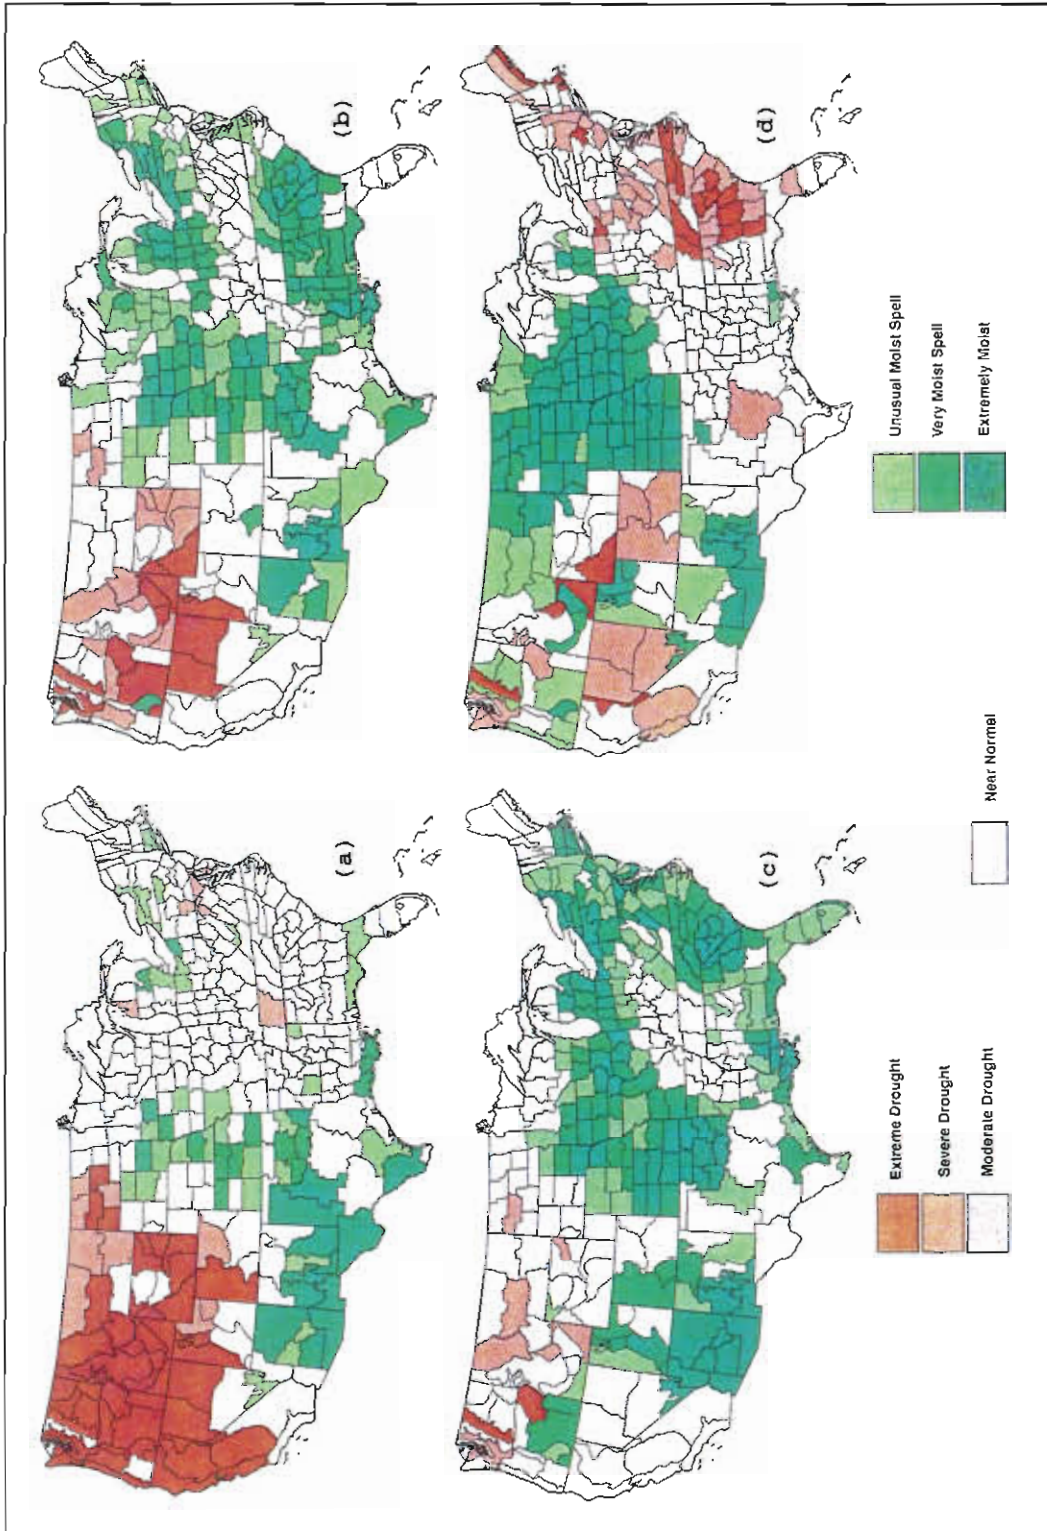 (a)
(b)
(c)
(d)
Extreme Drought
Severe Drought
Moderate Drought
Near Normal
Unusual Moist Spell
Very Moist Spell
Extremely Moist